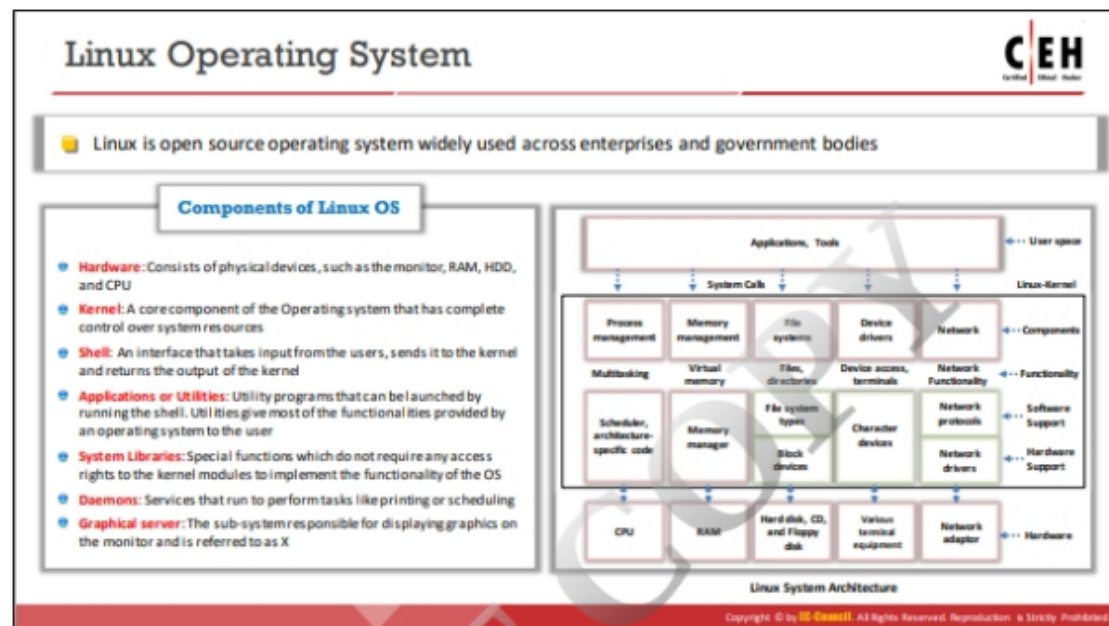 Linux Operating System
C|EH
Certified Ethical Hacker
Linux is open source operating system widely used across enterprises and government bodies
Components of Linux OS
Hardware: Consists of physical devices, such as the monitor, RAM, HDD,
and CPU
Kernel: A core component of the Operating system that has complete
control over system resources
Shell: An interface that takes input from the users, sends it to the kernel
and returns the output of the kernel
Applications or Utilities: Utility programs that can be launched by
running the shell. Utilities give most of the functionalities provided by
an operating system to the user
System Libraries: Special functions which do not require any access
rights to the kernel modules to implement the functionality of the OS
Daemons: Services that run to perform tasks like printing or scheduling
Graphical server: The sub-system responsible for displaying graphics on
the monitor and is referred to as X
Applications, Tools
User space
System Calls
Linux-Kernel
Process
management
Memory
management
File
systems
Device
drivers
Network
Components
Multitasking
Virtual
memory
Files,
directories
Device access,
terminals
Network
Functionality
Functionality
Scheduler,
architecture-
specific code
Memory
manager
File system
types
Block
devices
Character
devices
Network
protocols
Network
drivers
Software
Support
Hardware
Support
CPU
RAM
Hard disk, CD,
and Floppy
disk
Various
terminal
equipment
Network
adaptor
Hardware
Linux System Architecture
COPY
Copyright © by EC-Council. All Rights Reserved. Reproduction is Strictly Prohibited.